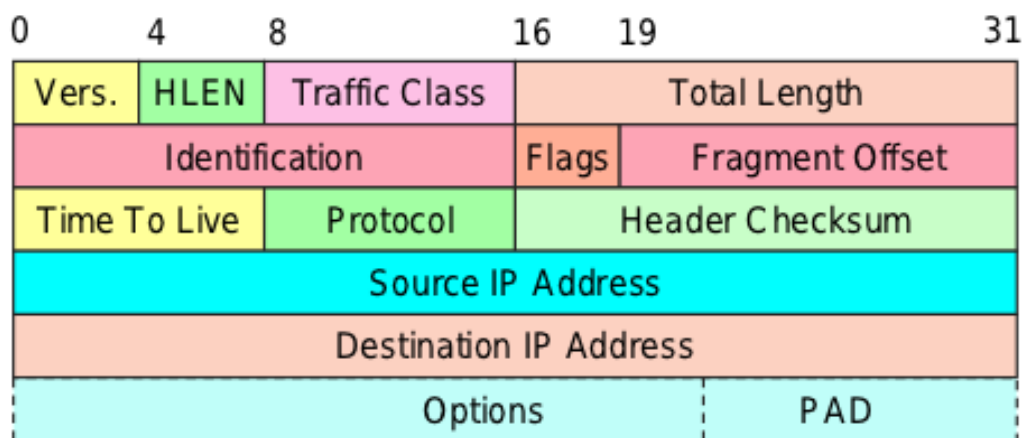 0 4 8 16 19 31
Vers. HLEN Traffic Class Total Length
Identification Flags Fragment Offset
Time To Live Protocol Header Checksum
Source IP Address
Destination IP Address
Options PAD